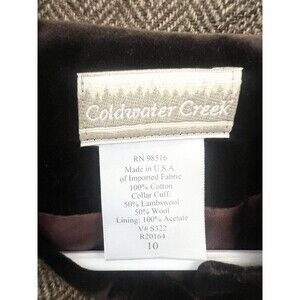 Coldwater Creek
RN 98516
Made in U.S.A.
of Imported Fabric
100% Cotton
Collar Cuff:
50% Lambswool
50% Wool
Lining: 100% Acetate
V# S322
R20164
10